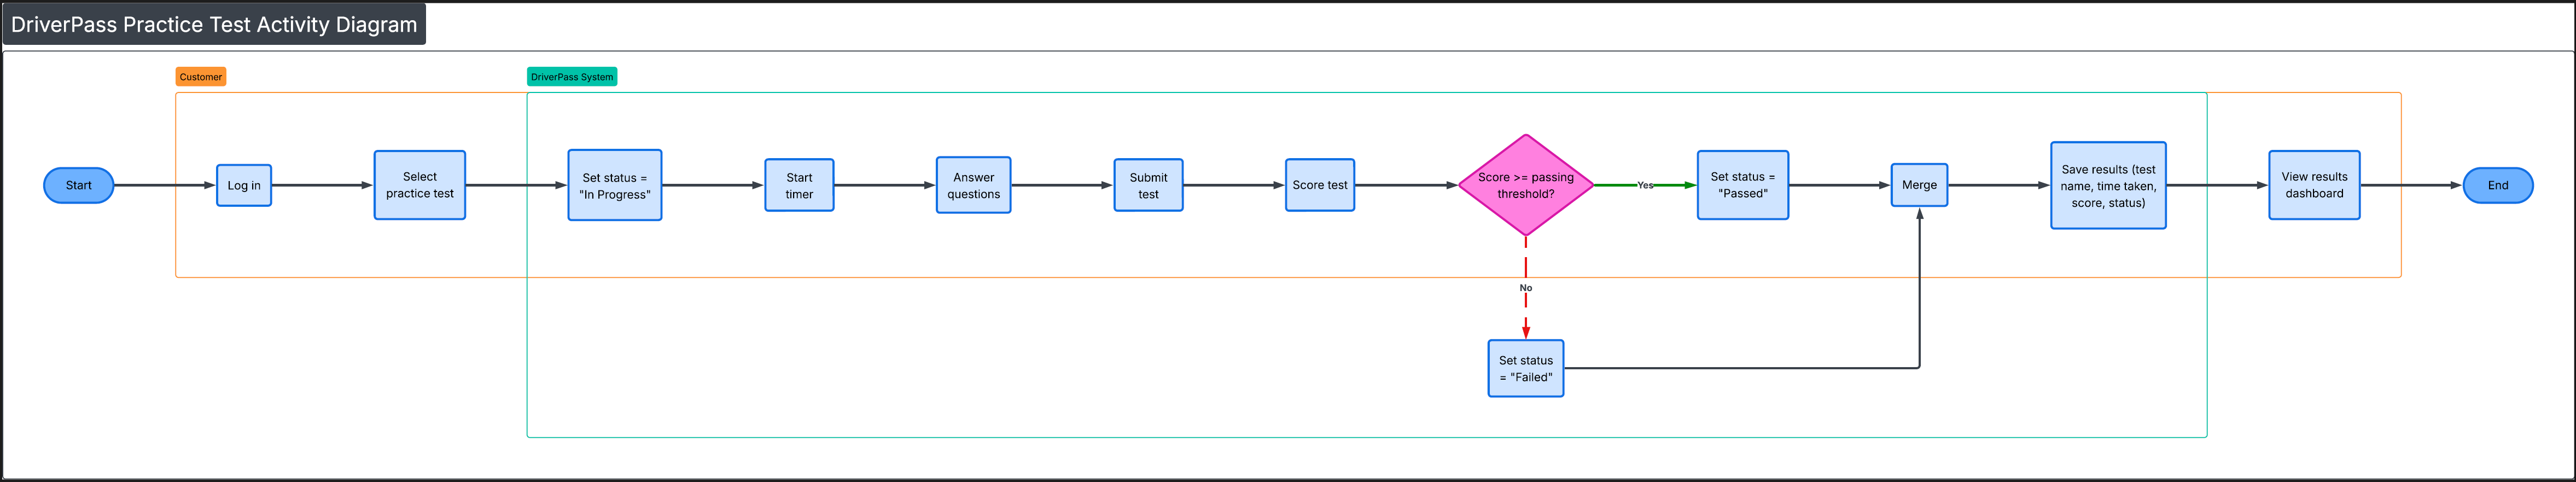 DriverPass Practice Test Activity Diagram
Customer
DriverPass System
Start
Log in
Select
practice test
Set status =
"In Progress"
Start
timer
Answer
questions
Submit
test
Score test
Score >= passing
threshold?
Yes
Set status =
"Passed"
Merge
Save results (test
name, time taken,
score, status)
View results
dashboard
End
No
Set status
= "Failed"